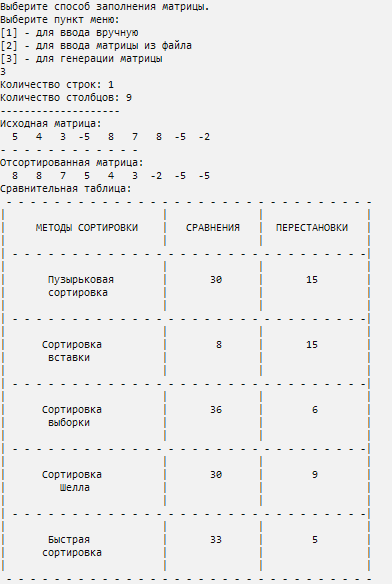 Выберите способ заполнения матрицы.
Выберите пункт меню:
[1] - для ввода вручную
[2] - для ввода матрицы из файла
[3] - для генерации матрицы
3
Количество строк: 1
Количество столбцов: 9
--------------------
Исходная матрица:
5 4 3 -5 8 7 8 -5 -2
- - - - - - - - - - - -
Отсортированная матрица:
8 8 7 5 4 3 -2 -5 -5
Сравнительная таблица:
МЕТОДЫ СОРТИРОВКИ | СРАВНЕНИЯ | ПЕРЕСТАНОВКИ
Пузырьковая | 30 | 15
сортировка
Сортировка | 8 | 15
вставки
Сортировка | 36 | 6
выборки
Сортировка | 30 | 9
Шелла
Быстрая | 33 | 5
сортировка